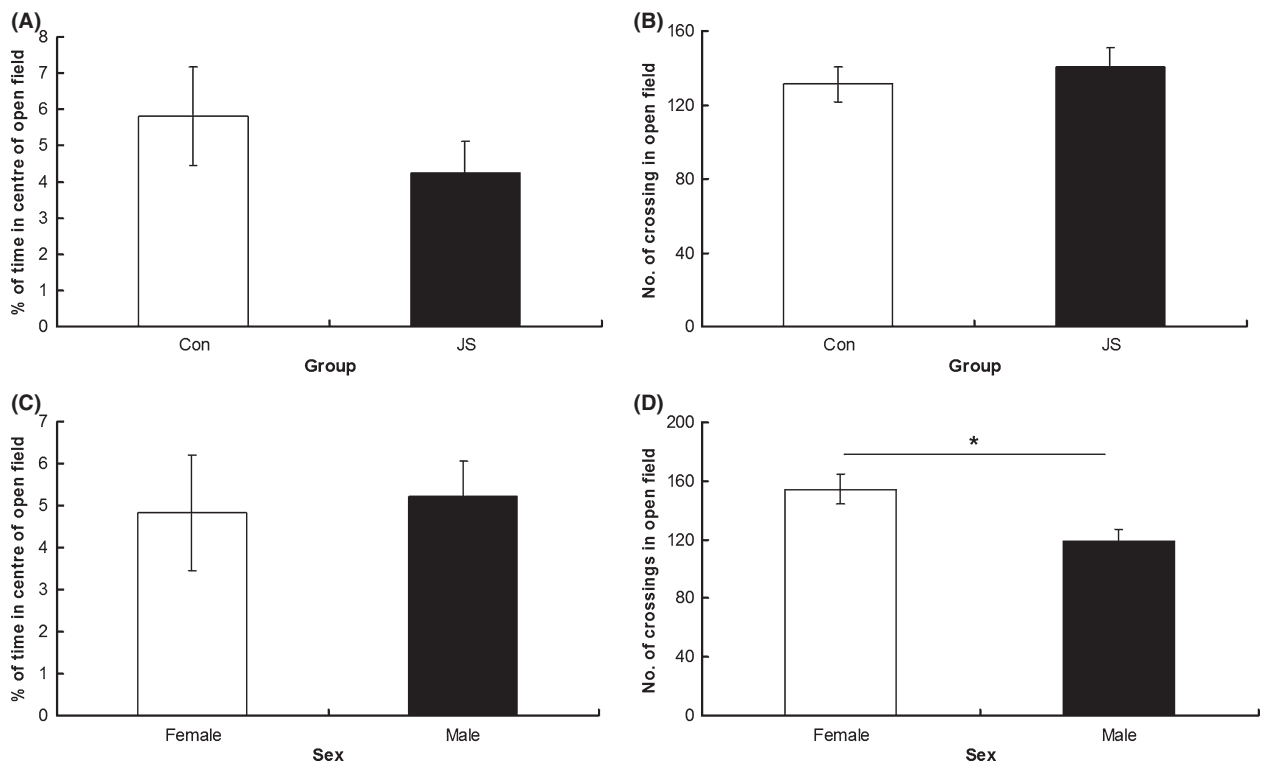 (A)
% of time in centre of open field
8
7
6
5
4
3
2
1
0
Con JS
Group
(B)
No. of crossing in open field
160
120
80
40
0
Con JS
Group
(C)
% of time in centre of open field
7
6
5
4
3
2
1
0
Female Male
Sex
(D)
No. of crossings in open field
200
160
120
80
40
0
*
Female Male
Sex